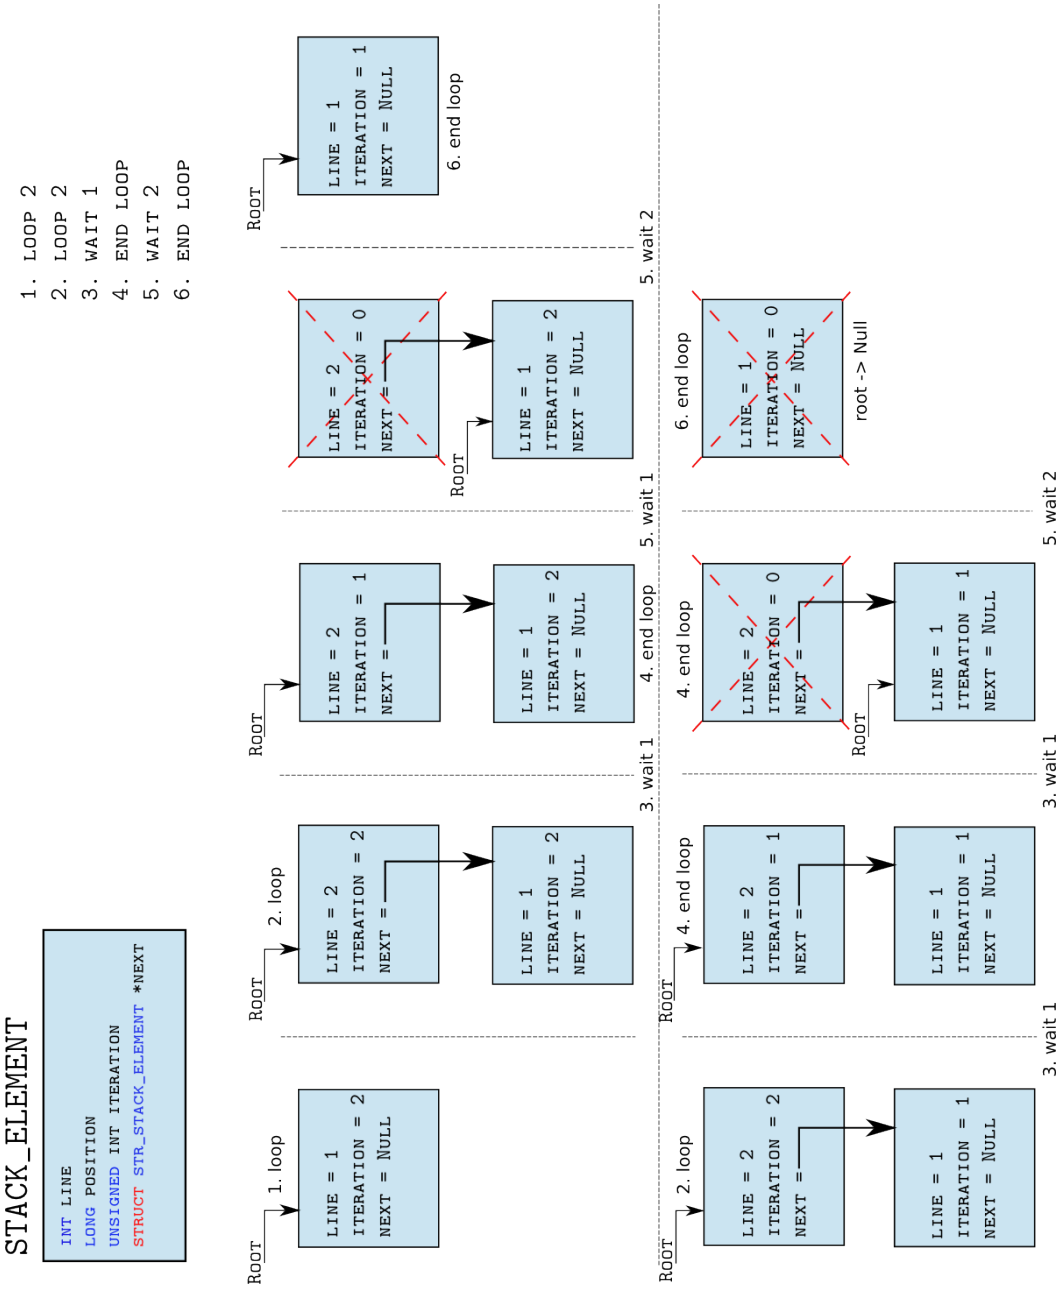 STACK_ELEMENT
INT LINE
LONG POSITION
UNSIGNED INT ITERATION
STRUCT STR_STACK_ELEMENT *NEXT
1. LOOP 2
2. LOOP 2
3. WAIT 1
4. END LOOP
5. WAIT 2
6. END LOOP
ROOT
1. loop
LINE = 1
ITERATION = 2
NEXT = NULL
ROOT
2. loop
LINE = 2
ITERATION = 2
NEXT =
LINE = 1
ITERATION = 2
NEXT = NULL
3. wait 1
ROOT
LINE = 2
ITERATION = 1
NEXT =
LINE = 1
ITERATION = 2
NEXT = NULL
4. end loop
5. wait 1
LINE = 2
ITERATION = 0
NEXT =
ROOT
LINE = 1
ITERATION = 2
NEXT = NULL
5. wait 2
ROOT
LINE = 1
ITERATION = 1
NEXT = NULL
6. end loop
ROOT
2. loop
LINE = 2
ITERATION = 2
NEXT =
LINE = 1
ITERATION = 1
NEXT = NULL
3. wait 1
ROOT
4. end loop
LINE = 2
ITERATION = 1
NEXT =
LINE = 1
ITERATION = 1
NEXT = NULL
3. wait 1
4. end loop
LINE = 2
ITERATION = 0
NEXT =
ROOT
LINE = 1
ITERATION = 1
NEXT = NULL
5. wait 2
6. end loop
LINE = 1
ITERATION = 0
NEXT = NULL
root -> Null